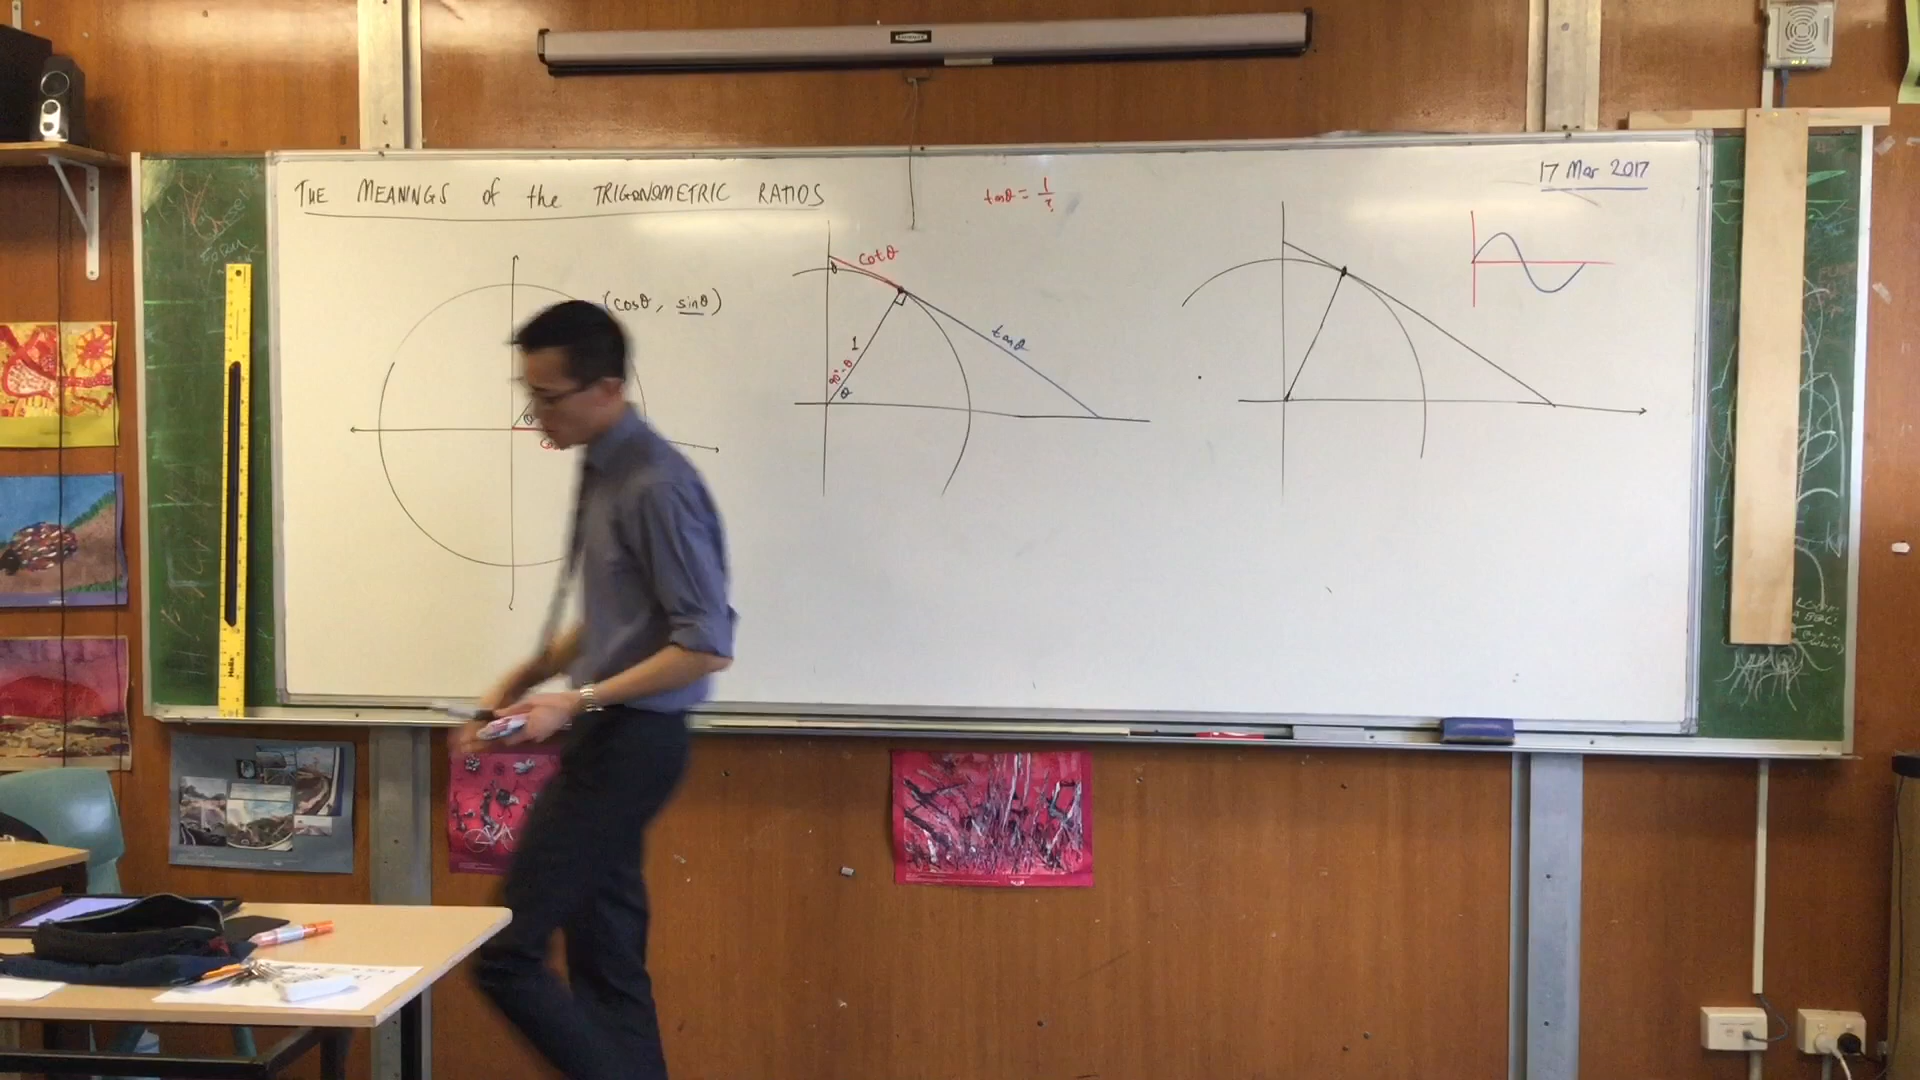 THE MEANINGS of the TRIGONOMETRIC RATIOS
tanθ = 1/?
17 Mar 2017
(cosθ, sinθ)
θ
cotθ
θ
tanθ
1
90°-θ
θ